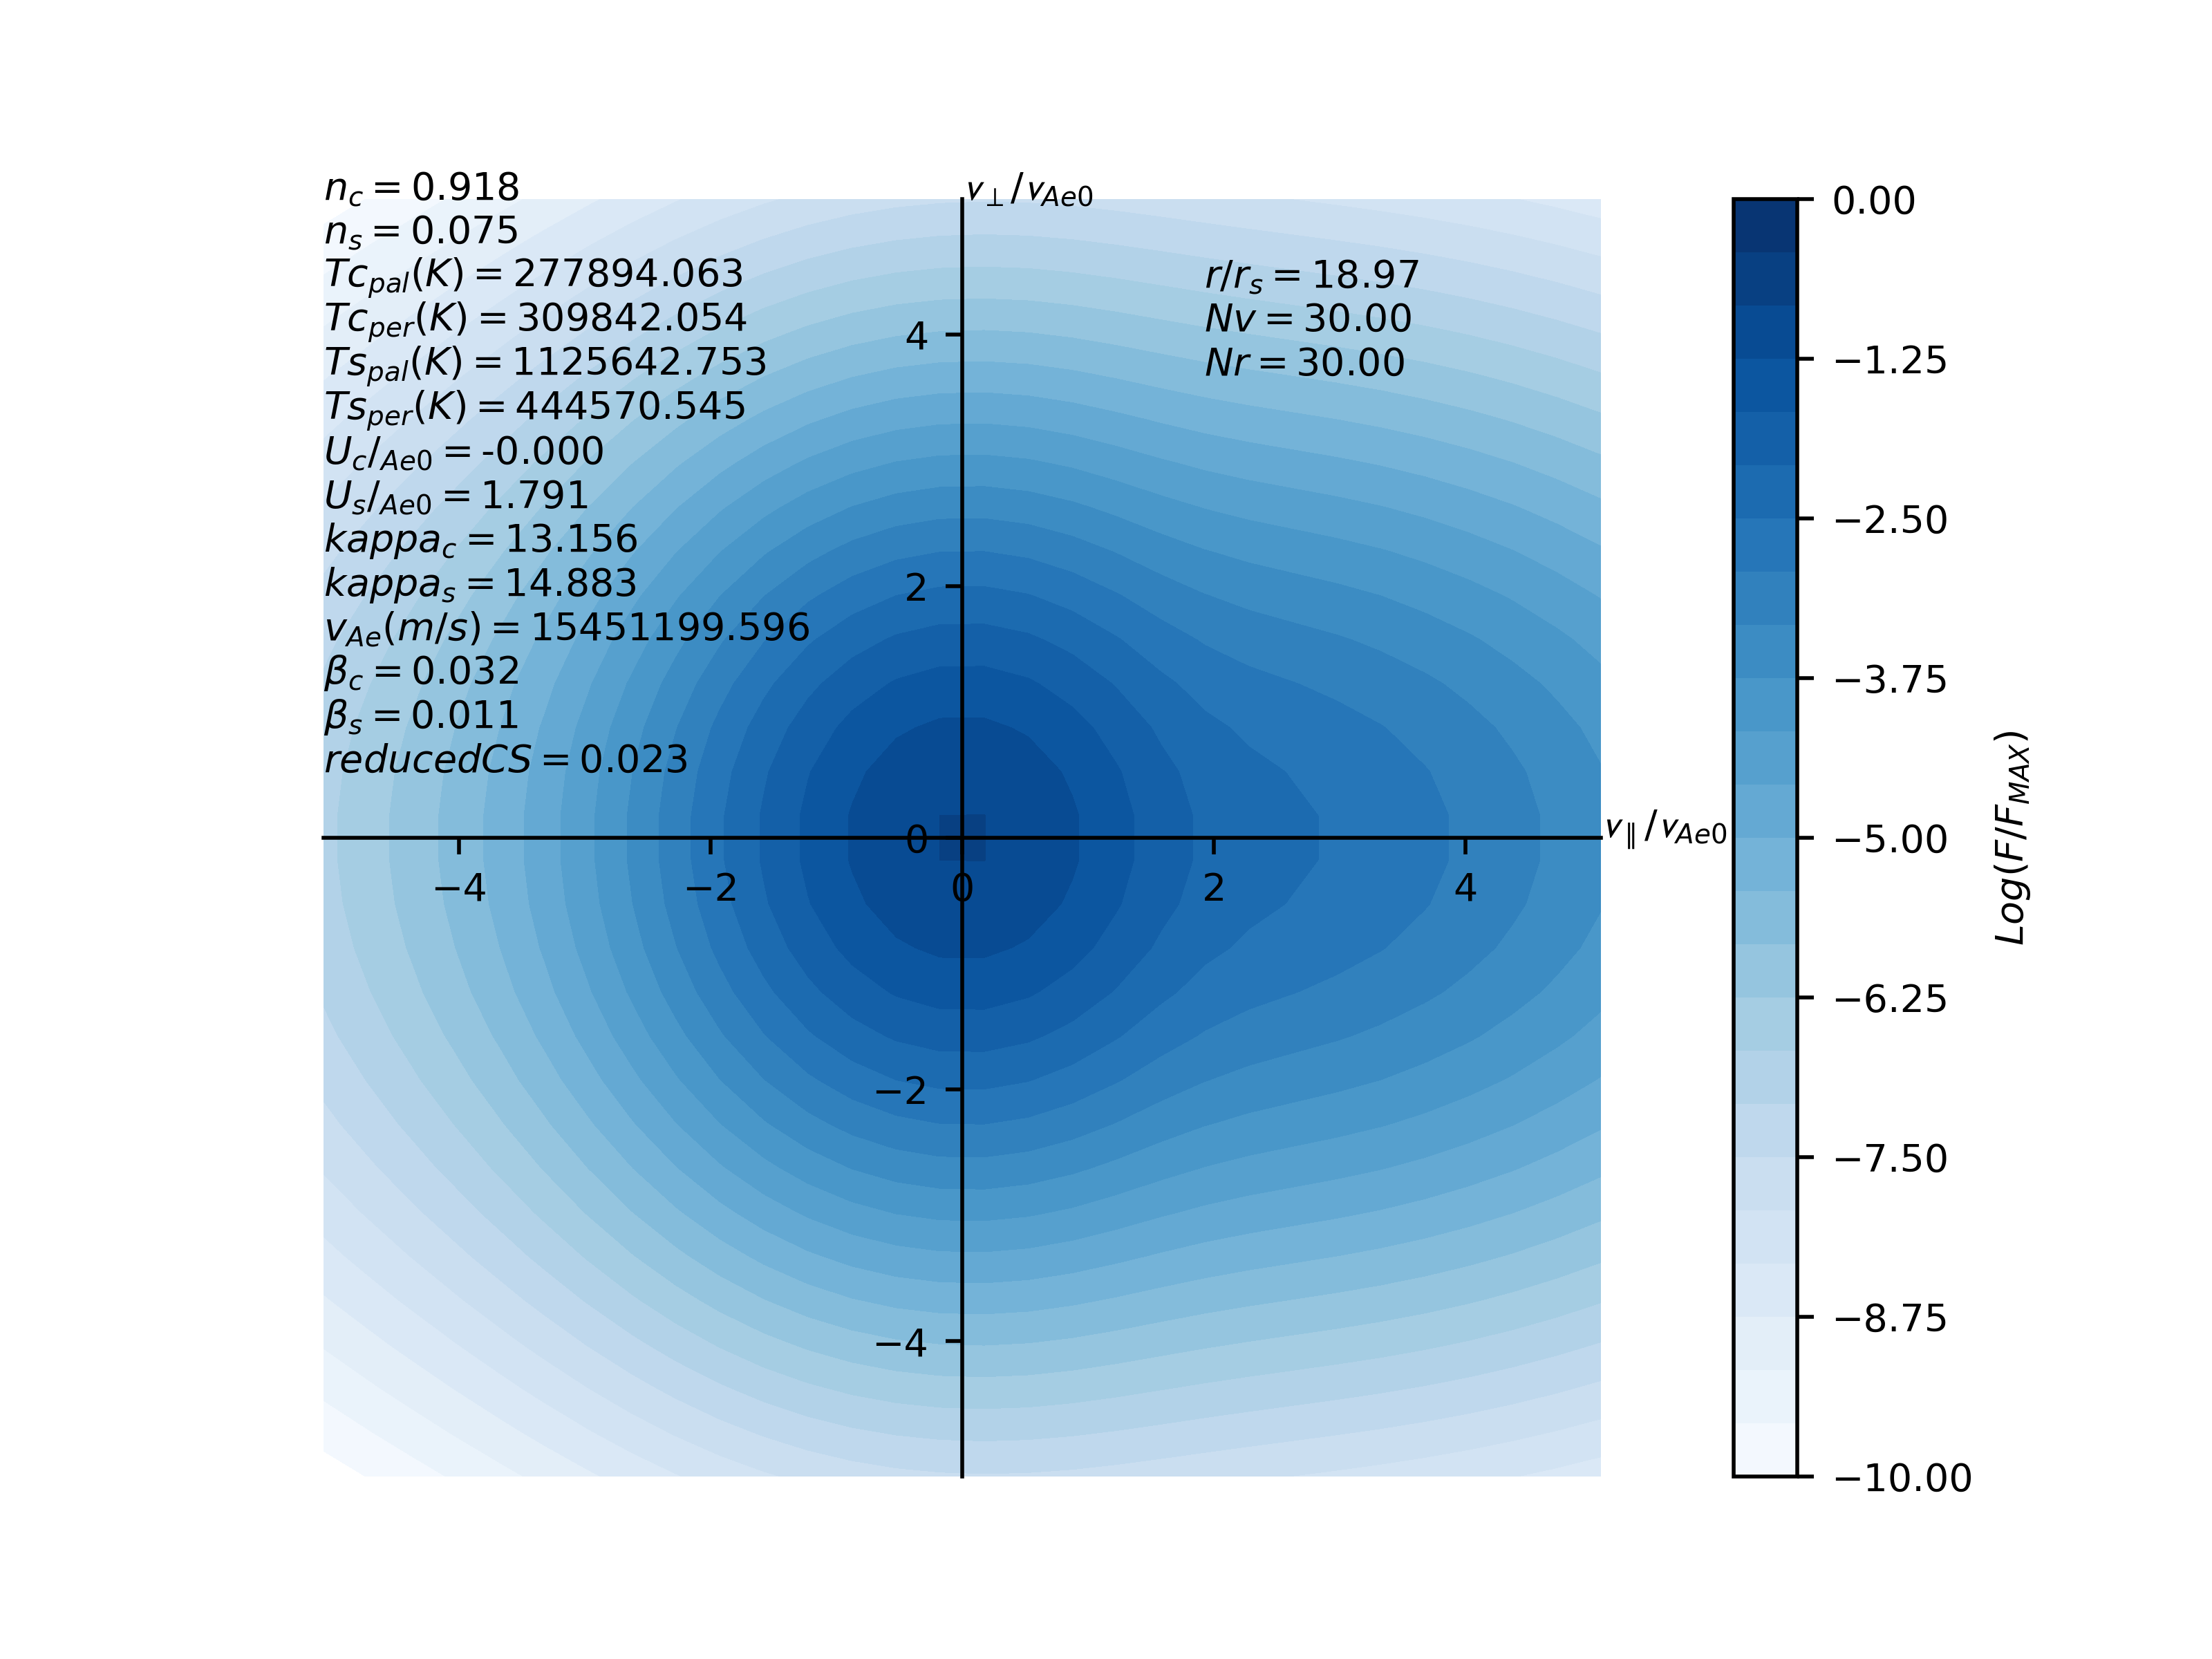 n_c = 0.918
n_s = 0.075
Tc_pal(K) = 277894.063
Tc_per(K) = 309842.054
Ts_pal(K) = 1125642.753
Ts_per(K) = 444570.545
U_c/_Ae0 = -0.000
U_s/_Ae0 = 1.791
kappa_c = 13.156
kappa_s = 14.883
v_Ae(m/s) = 15451199.596
β_c = 0.032
β_s = 0.011
reducedCS = 0.023
v_⊥/v_Ae0
r/r_s = 18.97
Nv = 30.00
Nr = 30.00
4
2
0
−2
−4
−4 −2 0 2 4
v_∥/v_Ae0
0.00
−1.25
−2.50
−3.75
−5.00
−6.25
−7.50
−8.75
−10.00
Log(F/F_MAX)